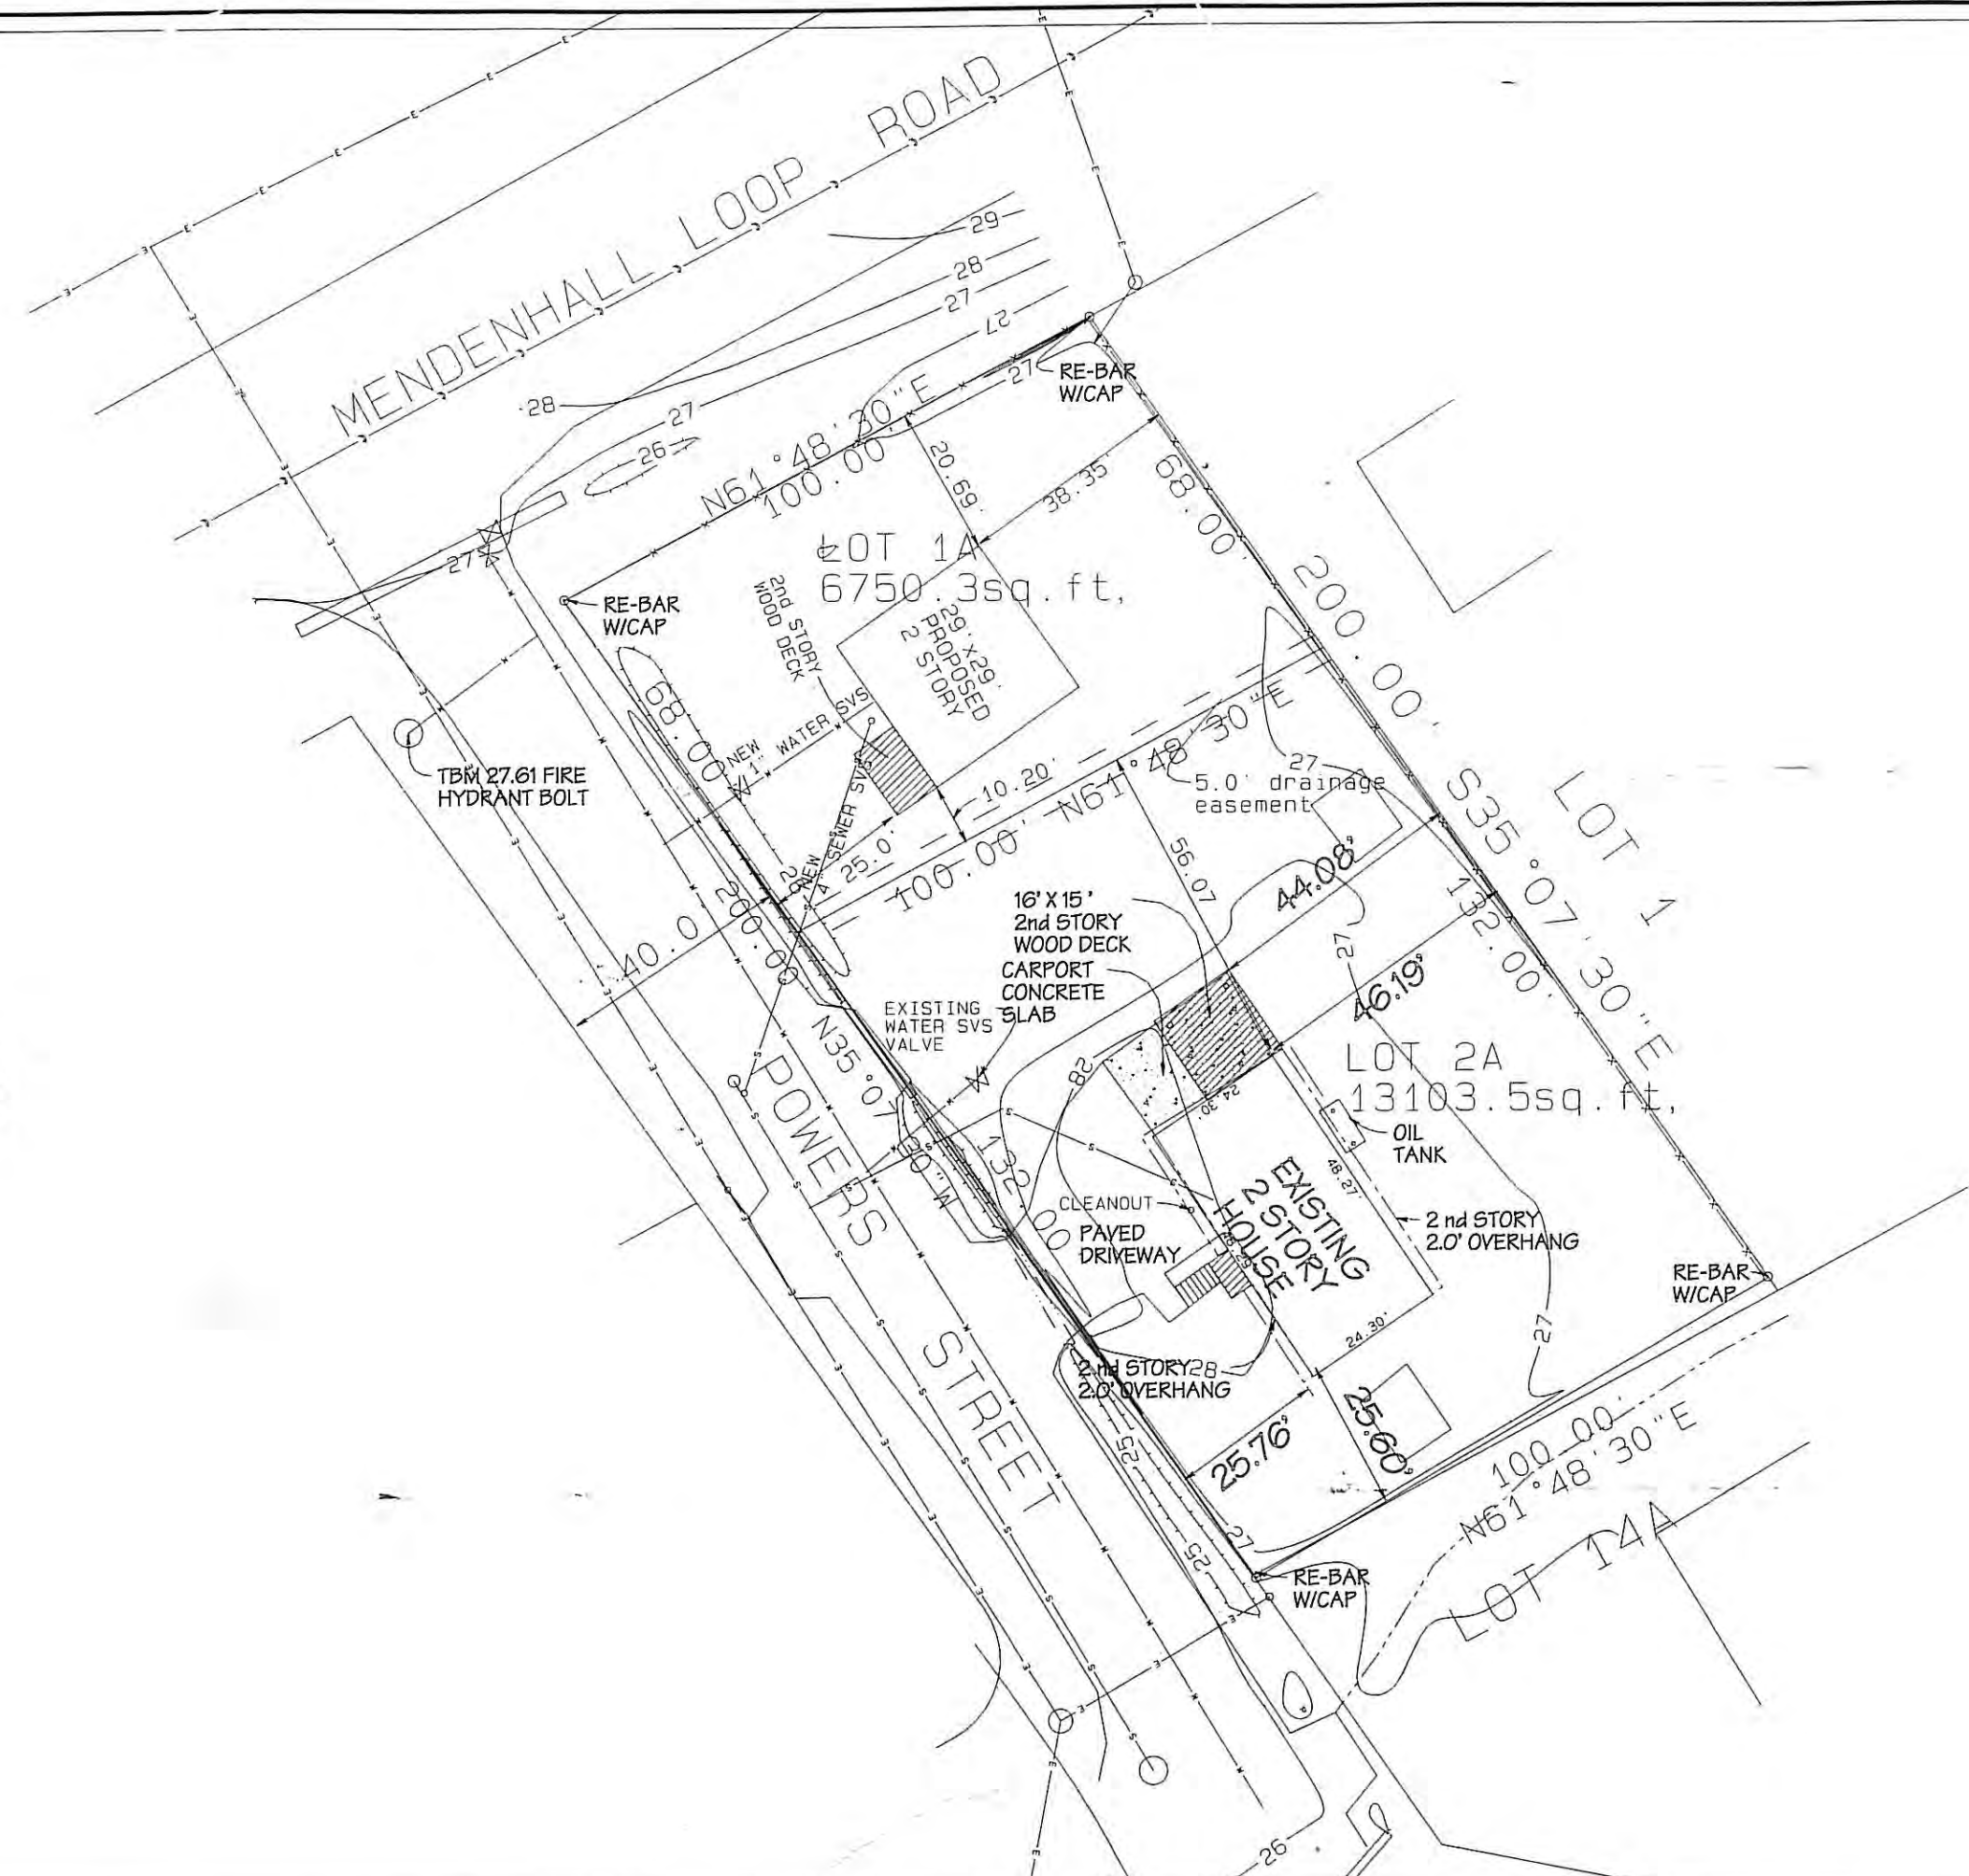 MENDENHALL LOOP ROAD
29
28
27
27
28
27
26
27
27
RE-BAR
W/CAP
N61°48'30"E
100.00'
20.69'
38.35'
68.00'
LOT 1A
6750.3sq.ft,
RE-BAR
W/CAP
2nd STORY
WOOD DECK
29'X29'
PROPOSED
2 STORY
200.00'
S35°07'30"E
68.00
NEW
1" WATER SVS
TBM 27.61 FIRE
HYDRANT BOLT
NEW
4" SEWER SVS
25.0'
10.20'
100.00' N61°48'30"E
5.0' drainage
easement
27
LOT 1
40.0
200.00
N35°07'30"W
56.07
44.08'
132.00'
16' X 15'
2nd STORY
WOOD DECK
CARPORT
CONCRETE
SLAB
EXISTING
WATER SVS
VALVE
27
46.19'
28
24.30'
LOT 2A
13103.5sq.ft,
OIL
TANK
48.27'
132.00
CLEANOUT
PAVED
DRIVEWAY
EXISTING
2 STORY
HOUSE
2 nd STORY
2.0' OVERHANG
RE-BAR
W/CAP
27
24.30'
2 nd STORY
2.0' OVERHANG
28
25.76'
25.60'
POWERS STREET
25
25
27
100.00'
N61°48'30"E
LOT 14A
RE-BAR
W/CAP
26